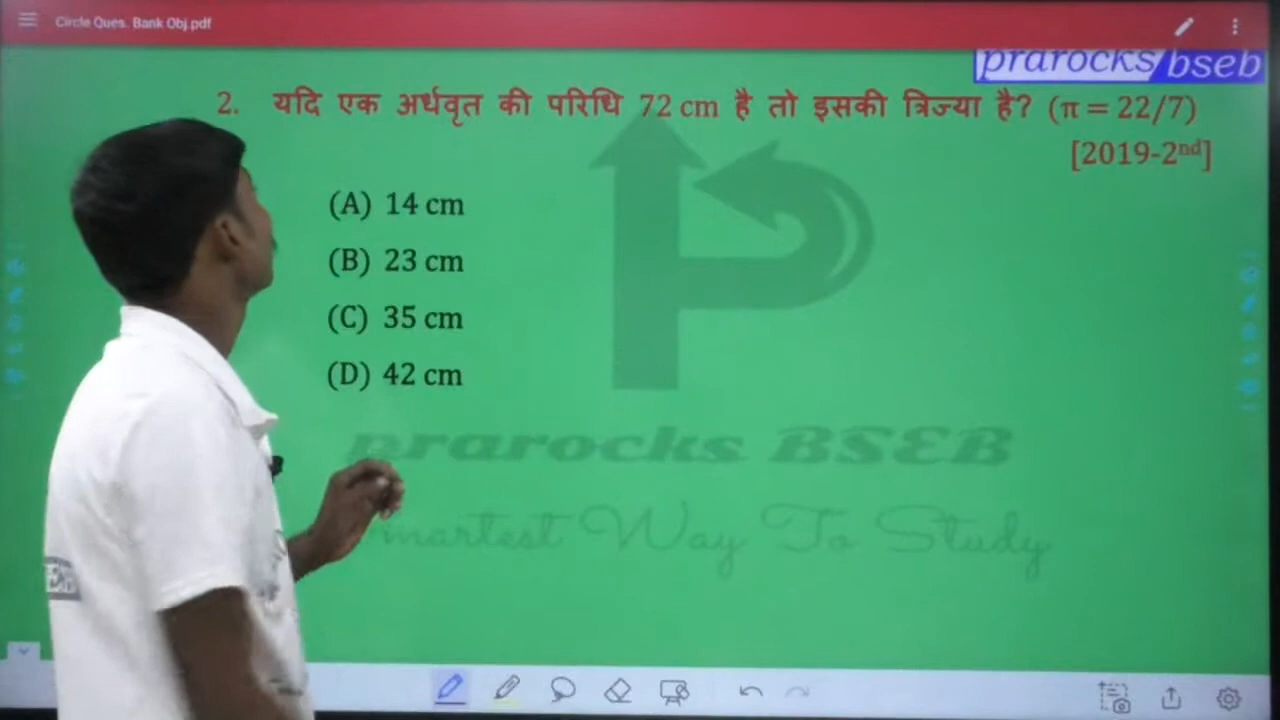 Circle Ques. Bank Obj.pdf
prarocks bseb
2. यदि एक अर्धवृत की परिधि 72 cm है तो इसकी त्रिज्या है? (π = 22/7)
[2019-2nd]
(A) 14 cm
(B) 23 cm
(C) 35 cm
(D) 42 cm
prarocks BSEB
Smartest Way To Study